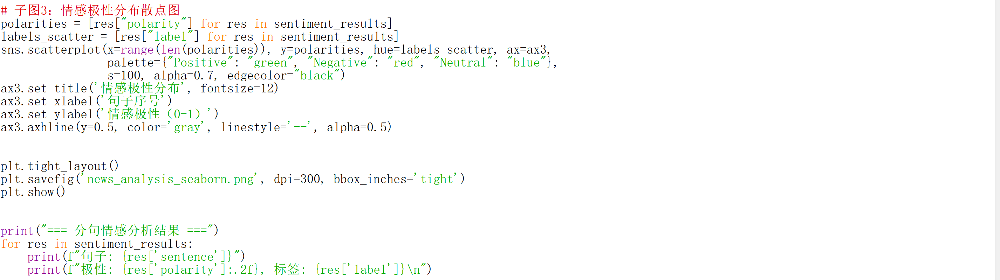 # 子图3：情感极性分布散点图
polarities = [res["polarity"] for res in sentiment_results]
labels_scatter = [res["label"] for res in sentiment_results]
sns.scatterplot(x=range(len(polarities)), y=polarities, hue=labels_scatter, ax=ax3,
                palette={"Positive": "green", "Negative": "red", "Neutral": "blue"},
                s=100, alpha=0.7, edgecolor="black")
ax3.set_title('情感极性分布', fontsize=12)
ax3.set_xlabel('句子序号')
ax3.set_ylabel('情感极性（0-1）')
ax3.axhline(y=0.5, color='gray', linestyle='--', alpha=0.5)
plt.tight_layout()
plt.savefig('news_analysis_seaborn.png', dpi=300, bbox_inches='tight')
plt.show()
print("=== 分句情感分析结果 ===")
for res in sentiment_results:
    print(f"句子: {res['sentence']}")
    print(f"极性: {res['polarity']:.2f}, 标签: {res['label']}\n")